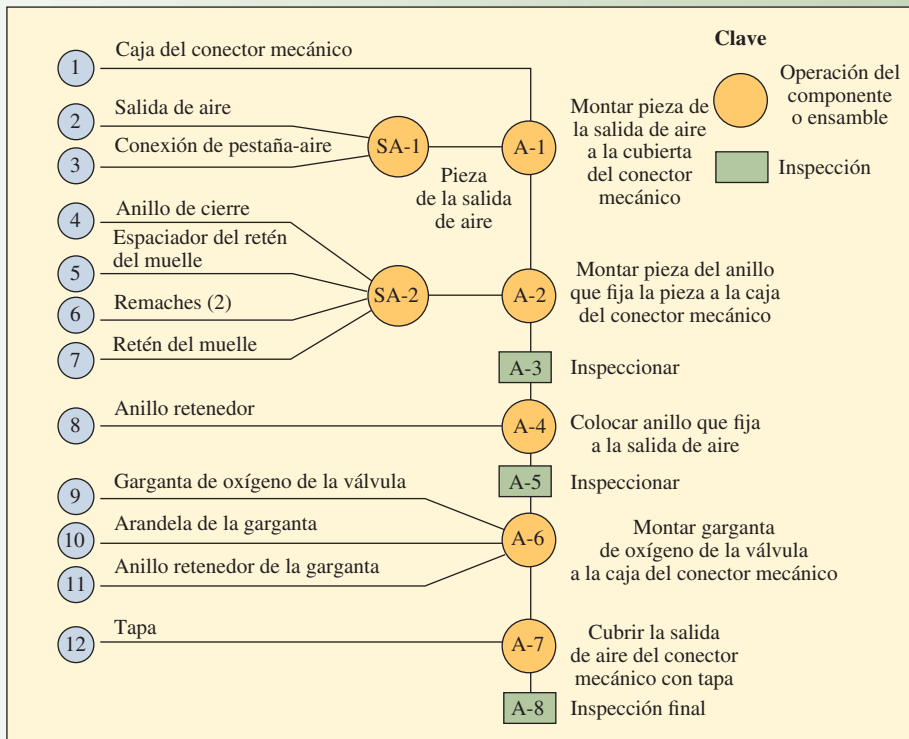 Clave
Operación del
componente
o ensamble
Inspección
1
Caja del conector mecánico
2
Salida de aire
3
Conexión de pestaña-aire
SA-1
Pieza
de la salida
de aire
A-1
Montar pieza de
la salida de aire
a la cubierta
del conector
mecánico
4
Anillo de cierre
5
Espaciador del retén
del muelle
6
Remaches (2)
7
Retén del muelle
SA-2
A-2
Montar pieza del anillo
que fija la pieza a la caja
del conector mecánico
A-3
Inspeccionar
8
Anillo retenedor
A-4
Colocar anillo que fija
a la salida de aire
A-5
Inspeccionar
9
Garganta de oxígeno de la válvula
10
Arandela de la garganta
11
Anillo retenedor de la garganta
A-6
Montar garganta
de oxígeno de la válvula
a la caja del conector mecánico
12
Tapa
A-7
Cubrir la salida
de aire del conector
mecánico con tapa
A-8
Inspección final